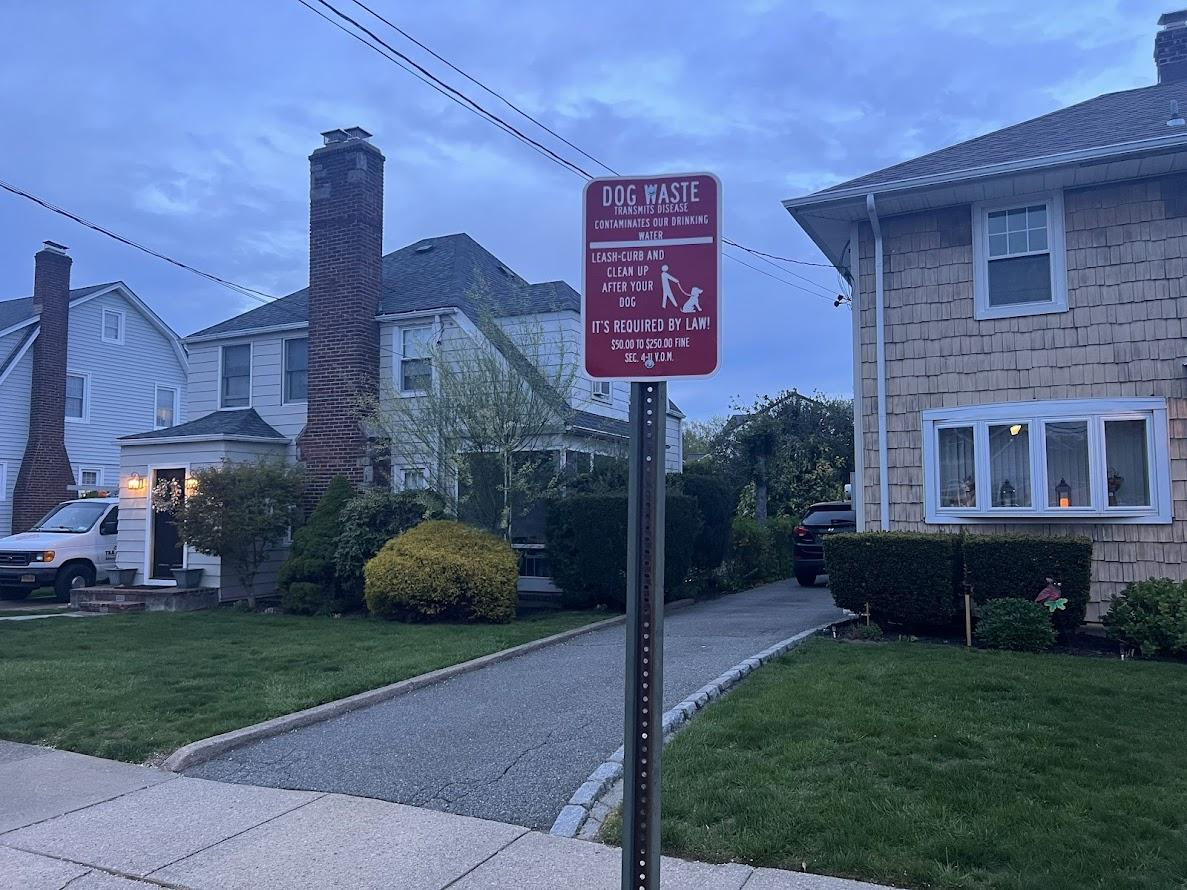 DOG WASTE
TRANSMITS DISEASE
CONTAMINATES OUR DRINKING
WATER
LEASH-CURB AND
CLEAN UP
AFTER YOUR
DOG
IT'S REQUIRED BY LAW!
$50.00 TO $250.00 FINE
SEC. 4-11 V.O.M.